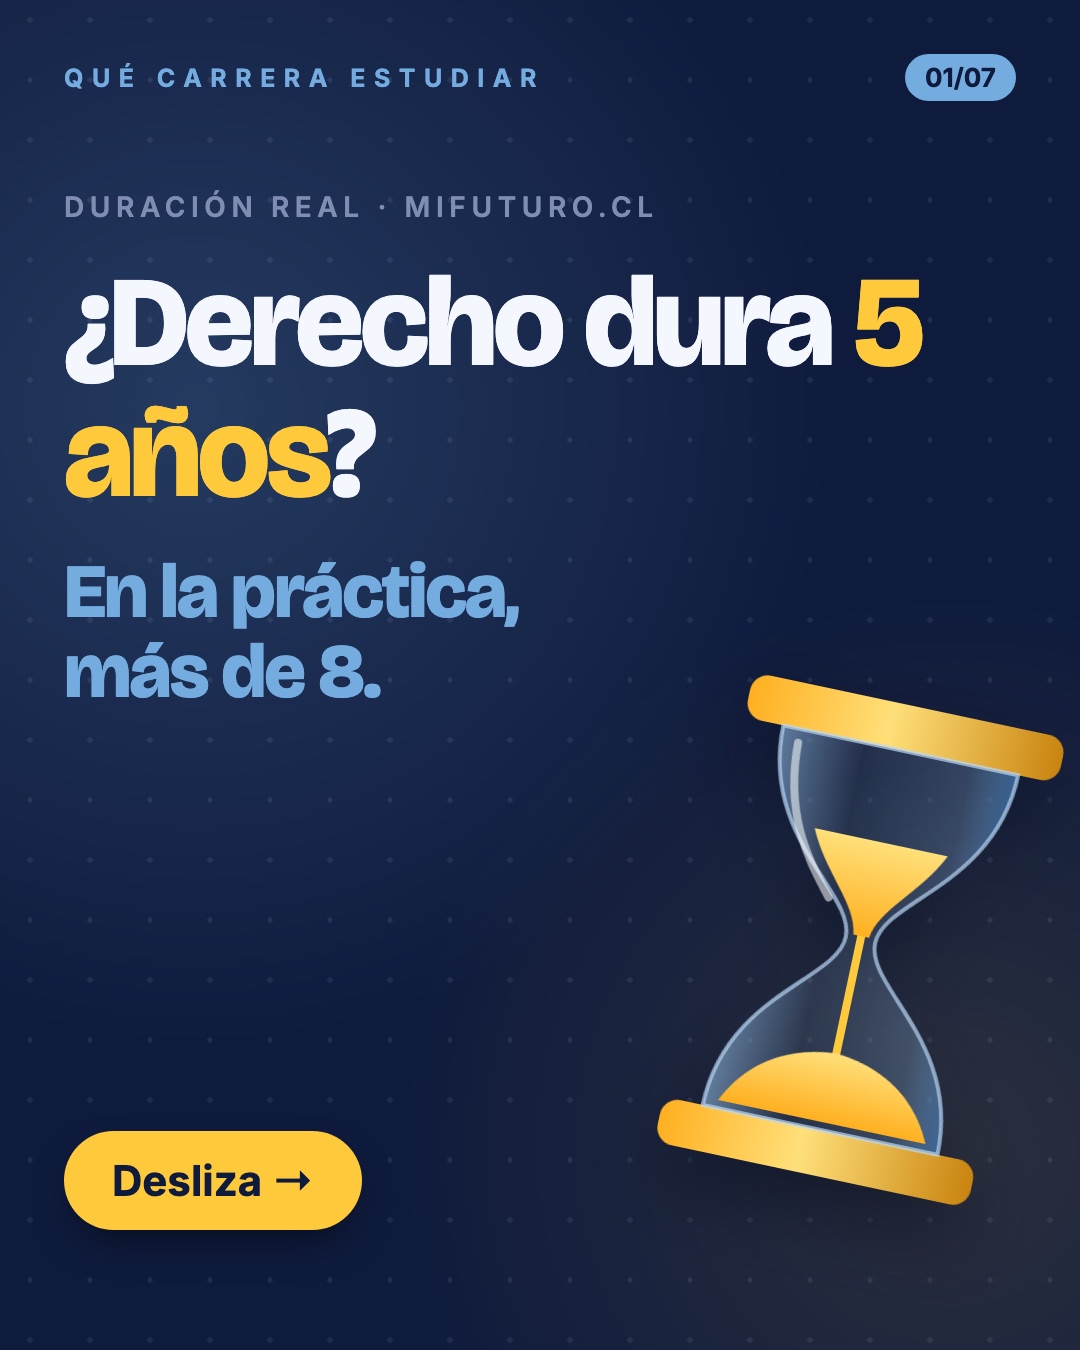 QUÉ CARRERA ESTUDIAR
01/07
DURACIÓN REAL · MIFUTURO.CL
¿Derecho dura 5
años?
En la práctica,
más de 8.
Desliza →